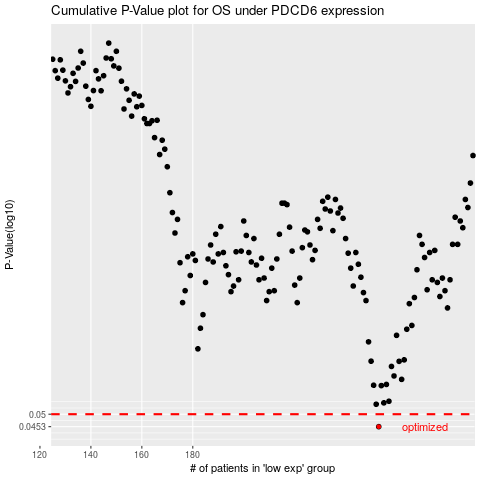 Cumulative P-Value plot for OS under PDCD6 expression
P-Value(log10)
0.05
0.0453
optimized
120 140 160 180
# of patients in 'low exp' group